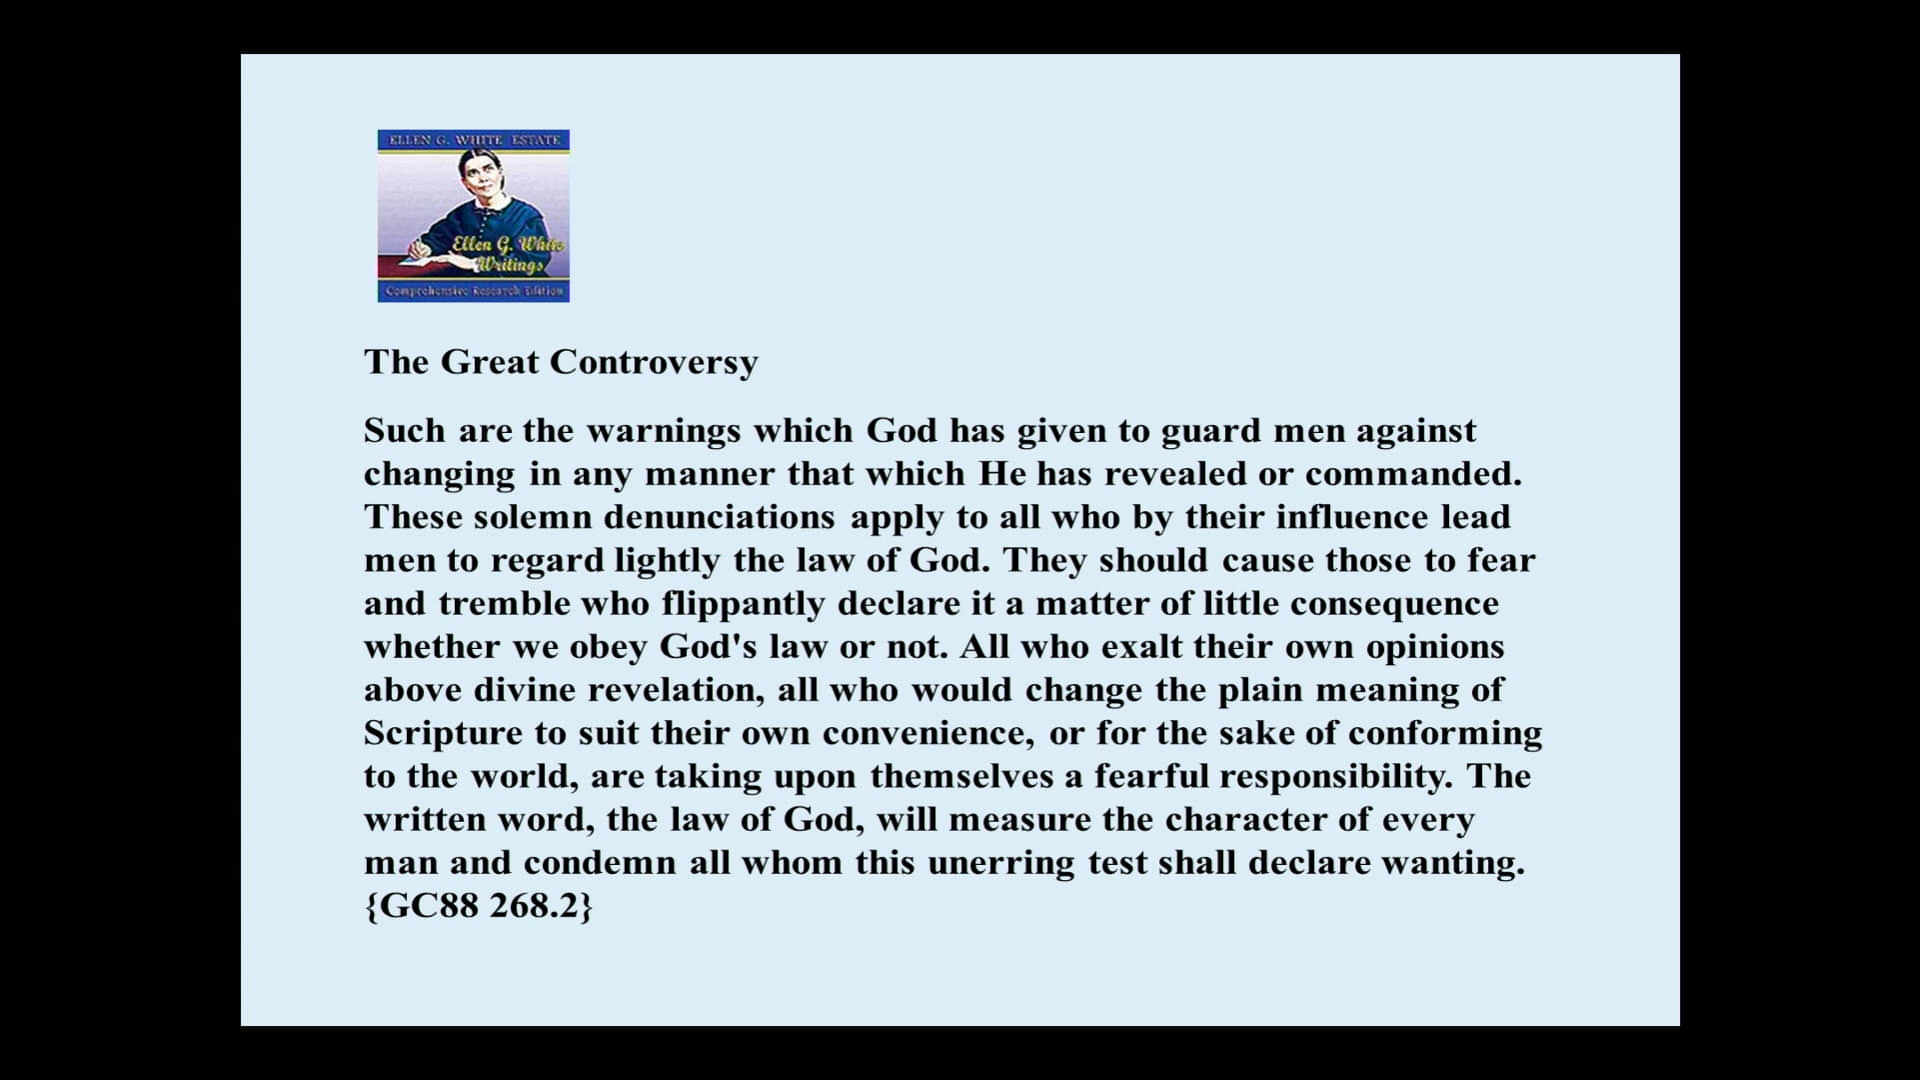 ELLEN G. WHITE ESTATE
Ellen G. White
Writings
Comprehensive Research Edition
The Great Controversy
Such are the warnings which God has given to guard men against
changing in any manner that which He has revealed or commanded.
These solemn denunciations apply to all who by their influence lead
men to regard lightly the law of God. They should cause those to fear
and tremble who flippantly declare it a matter of little consequence
whether we obey God's law or not. All who exalt their own opinions
above divine revelation, all who would change the plain meaning of
Scripture to suit their own convenience, or for the sake of conforming
to the world, are taking upon themselves a fearful responsibility. The
written word, the law of God, will measure the character of every
man and condemn all whom this unerring test shall declare wanting.
{GC88 268.2}